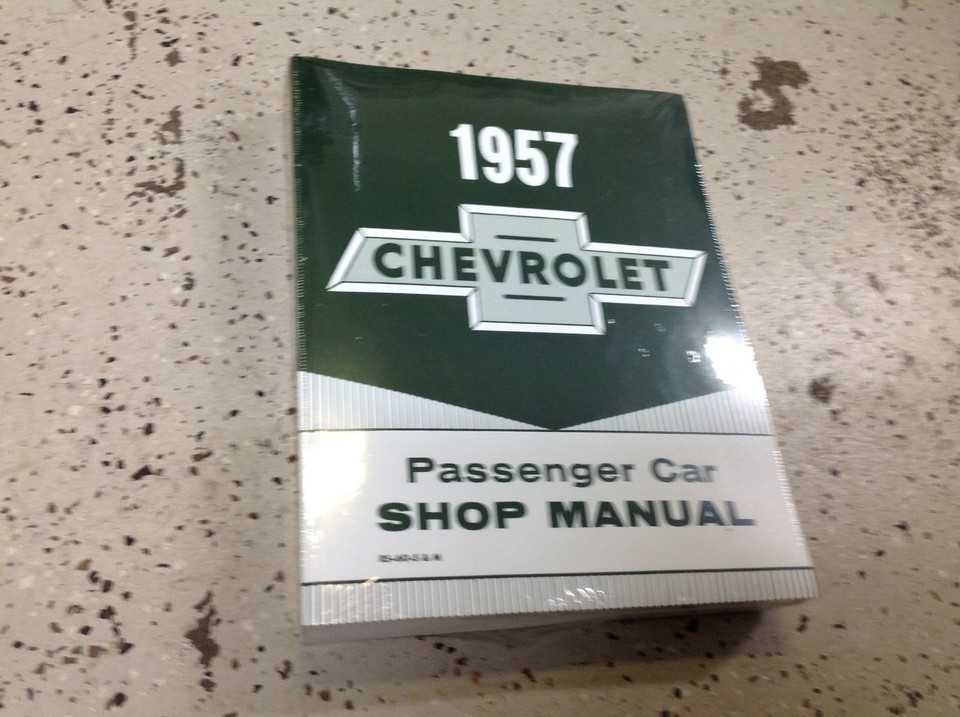 1957
CHEVROLET
Passenger Car
SHOP MANUAL